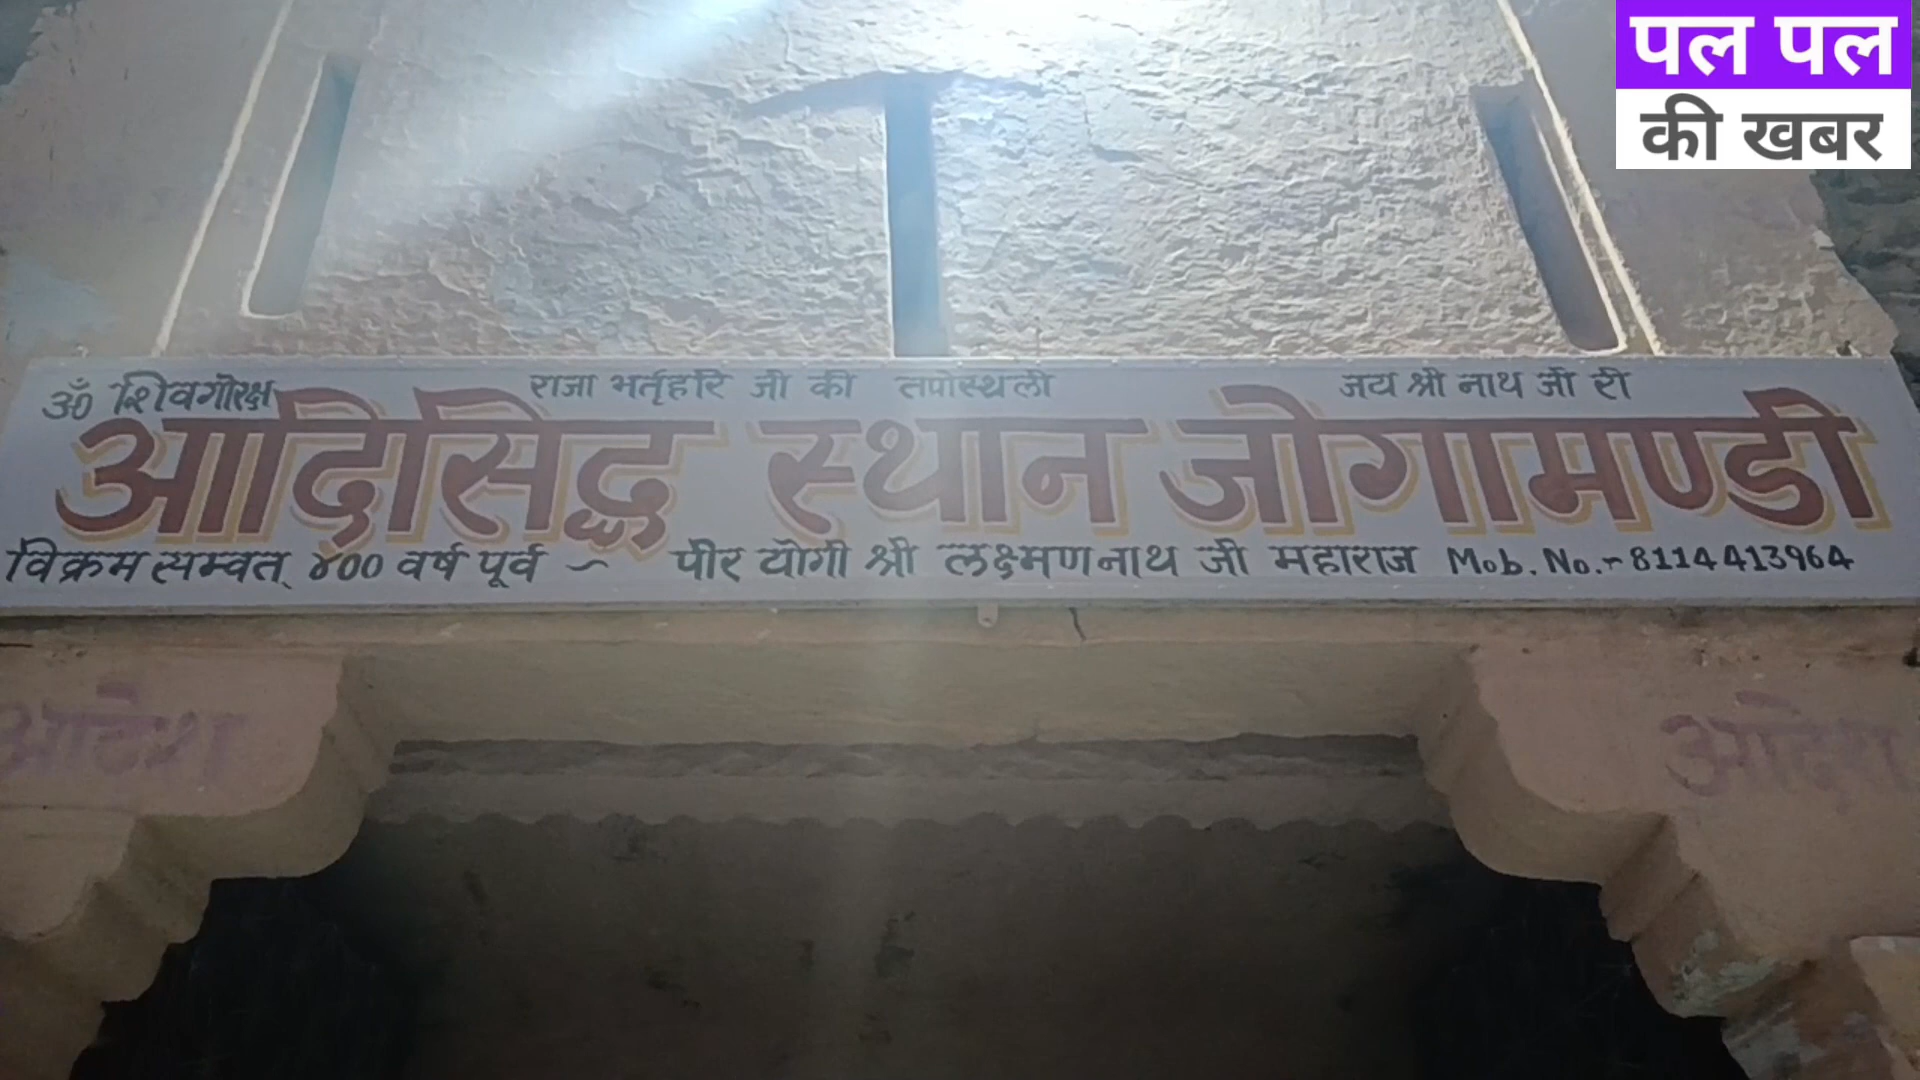 पल पल
की खबर
ॐ शिवगोरक्ष राजा भर्तृहरि जी की तपोस्थली जय श्री नाथ जी री
आदिसिद्ध स्थान जोगामण्डी
विक्रम सम्वत् ४०० वर्ष पूर्व ~ पीर योगी श्री लक्ष्मणनाथ जी महाराज Mob. No.- 8114413964
आदेश आदेश